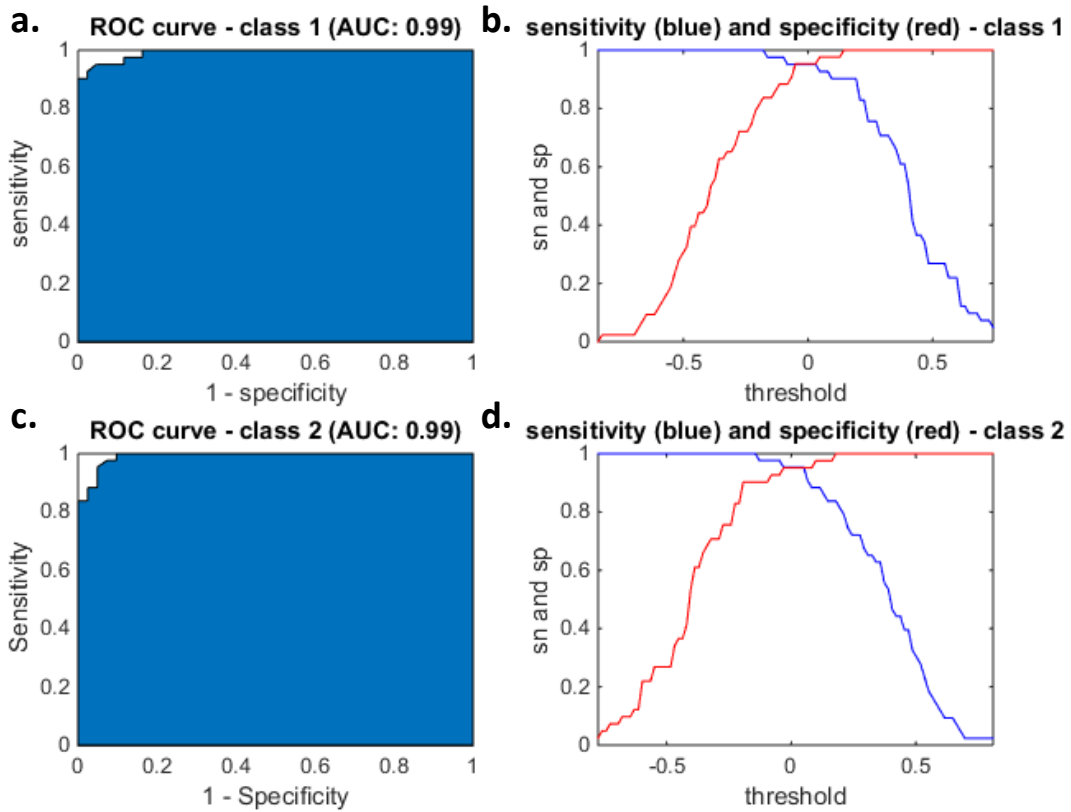 a.
ROC curve - class 1 (AUC: 0.99)
1
0.8
0.6
0.4
0.2
0
sensitivity
0 0.2 0.4 0.6 0.8 1
1 - specificity
b.
sensitivity (blue) and specificity (red) - class 1
1
0.8
0.6
0.4
0.2
0
sn and sp
-0.5 0 0.5
threshold
c.
ROC curve - class 2 (AUC: 0.99)
1
0.8
0.6
0.4
0.2
0
Sensitivity
0 0.2 0.4 0.6 0.8 1
1 - Specificity
d.
sensitivity (blue) and specificity (red) - class 2
1
0.8
0.6
0.4
0.2
0
sn and sp
-0.5 0 0.5
threshold